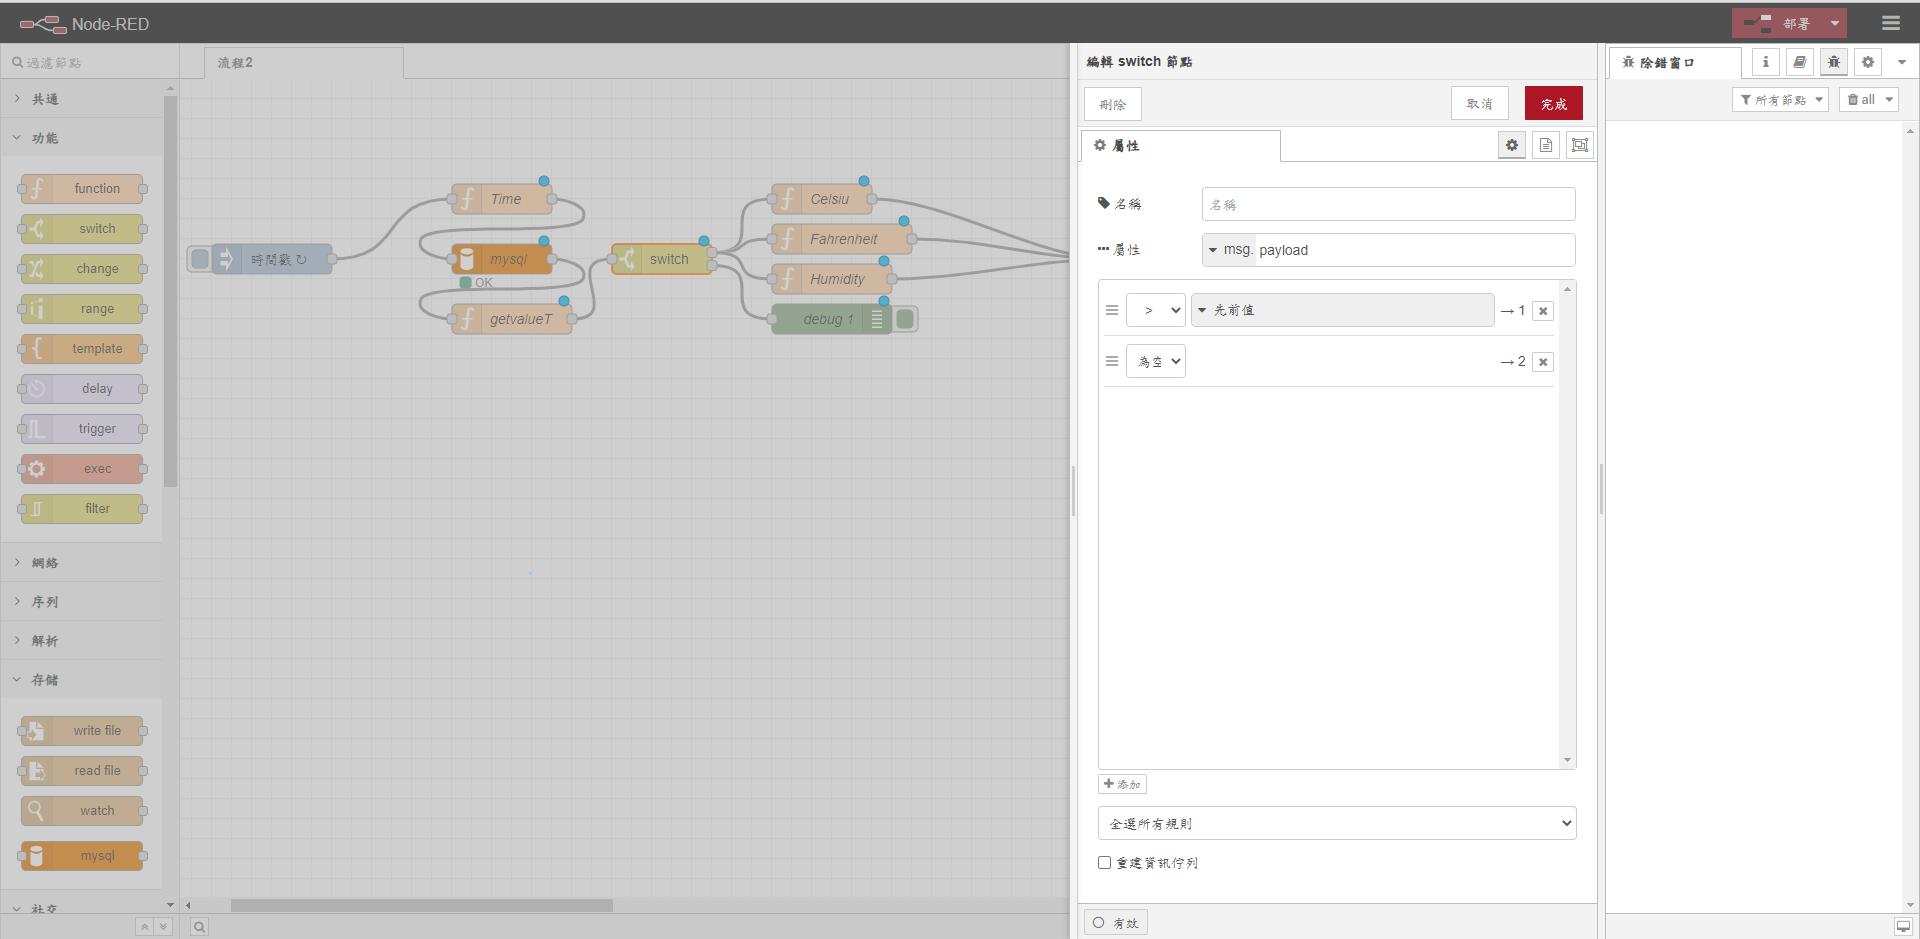 Node-RED
部署
過濾節點
流程2
共通
功能
function
switch
change
range
template
delay
trigger
exec
filter
網络
序列
解析
存儲
write file
read file
watch
mysql
社交
時間戳 ↻
Time
mysql
OK
getvalueT
switch
Celsiu
Fahrenheit
Humidity
debug 1
編輯 switch 節點
刪除
取消
完成
屬性
名稱
名稱
屬性
msg. payload
> 先前值 → 1
為空 → 2
添加
全選所有規則
重建資訊佇列
有效
除錯窗口
所有節點
all